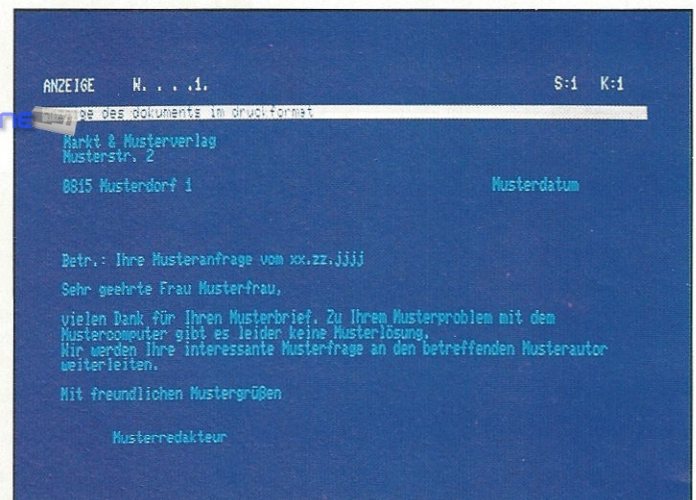 ANZEIGE W. . . .1. S:1 K:1
des dokuments im druckformat
Markt & Musterverlag
Musterstr. 2
0815 Musterdorf 1 Musterdatum
Betr.: Ihre Musteranfrage vom xx.zz.jjjj
Sehr geehrte Frau Musterfrau,
vielen Dank für Ihren Musterbrief. Zu Ihrem Musterproblem mit dem
Mustercomputer gibt es leider keine Musterlösung.
Wir werden Ihre interessante Musterfrage an den betreffenden Musterautor
weiterleiten.
Mit freundlichen Mustergrüßen
Musterredakteur